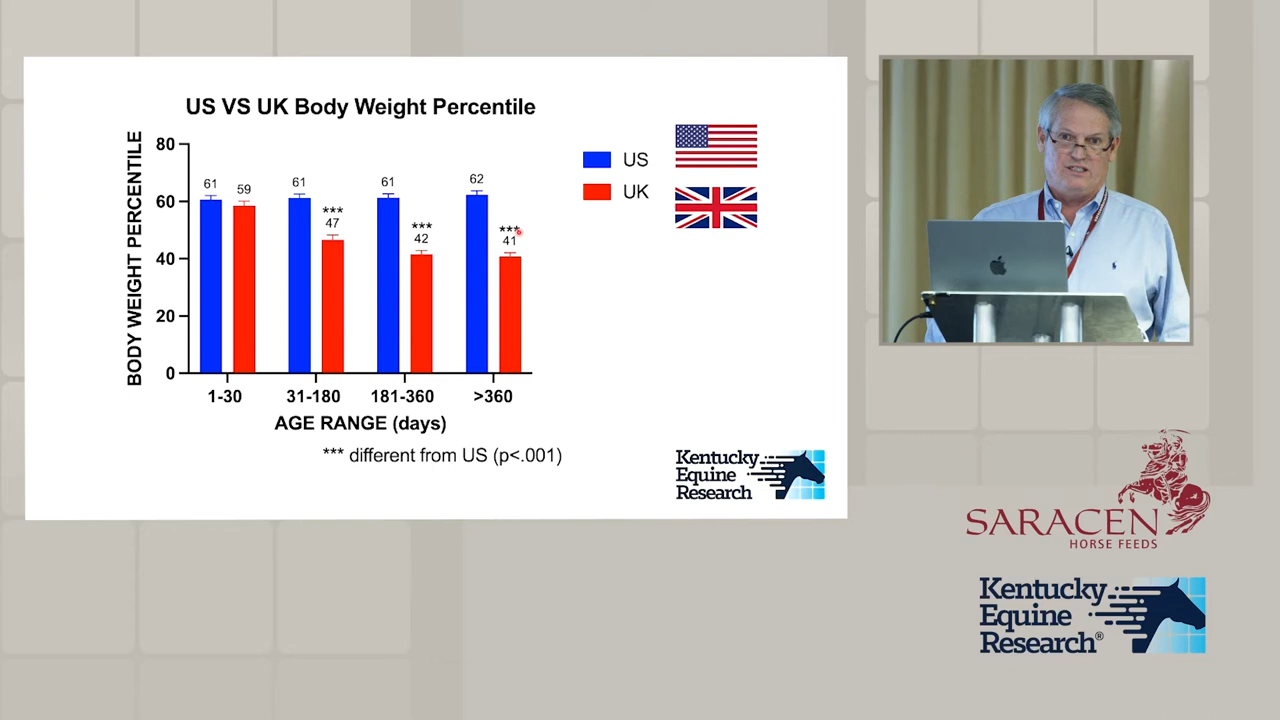 US VS UK Body Weight Percentile
BODY WEIGHT PERCENTILE
80
60
40
20
0
61
59
61
***
47
61
***
42
62
***
41
1-30
31-180
181-360
>360
AGE RANGE (days)
*** different from US (p<.001)
US
UK
Kentucky
Equine
Research
SARACEN
HORSE FEEDS
Kentucky
Equine
Research®